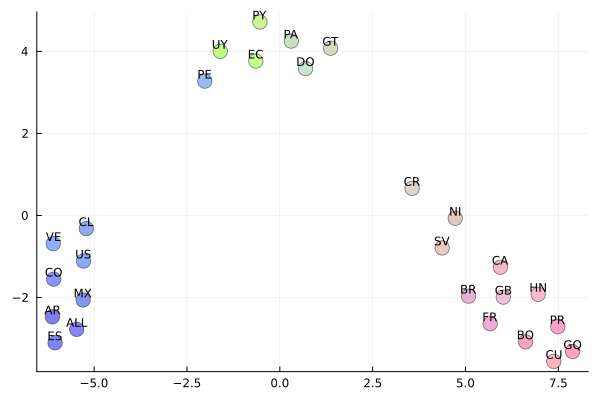 PY
PA
GT
UY
EC
DO
PE
4
2
CR
NI
0
CL
VE
SV
US
CA
CO
MX
BR
GB
HN
−2
AR
ALL
FR
PR
ES
BO
GQ
CU
−5.0 −2.5 0.0 2.5 5.0 7.5